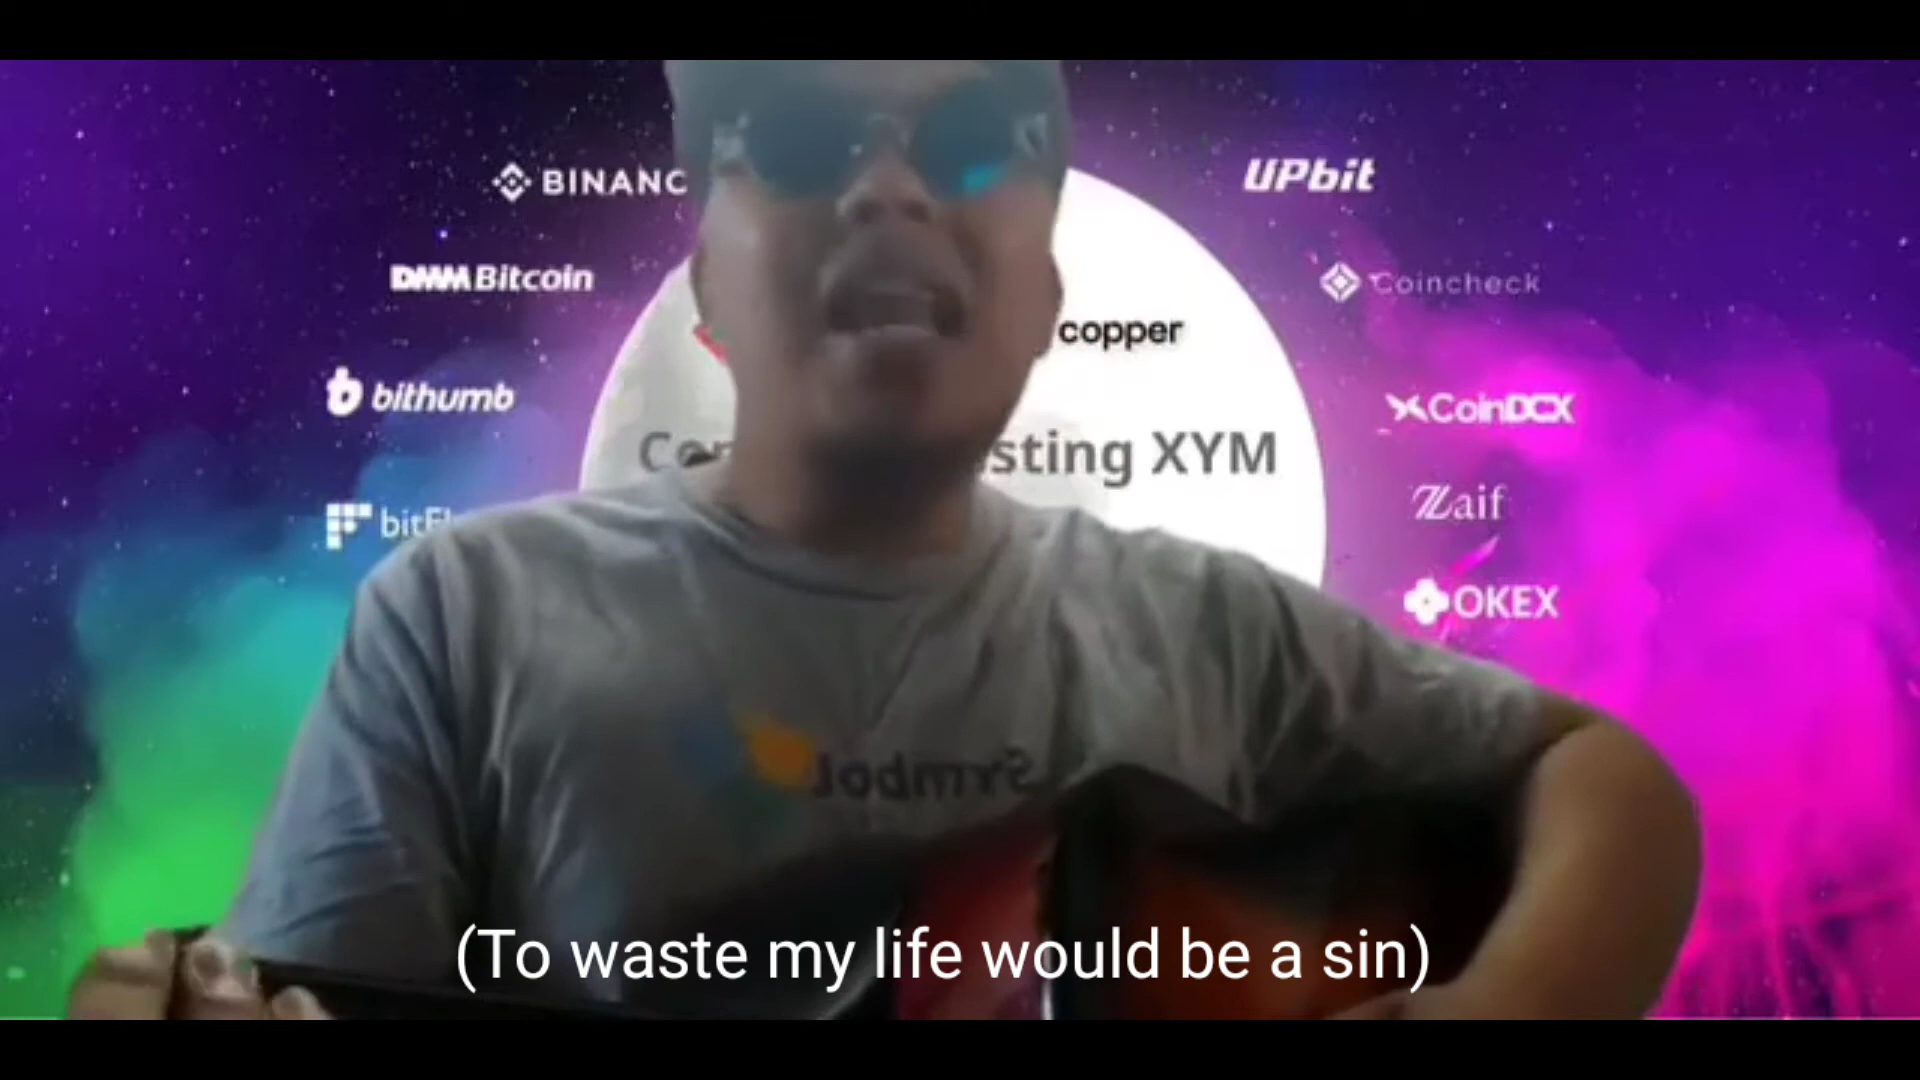 BINANC
UPbit
DMM Bitcoin
Coincheck
copper
bithumb
CoinDCX
sting XYM
Zaif
OKEX
Symbol
(To waste my life would be a sin)